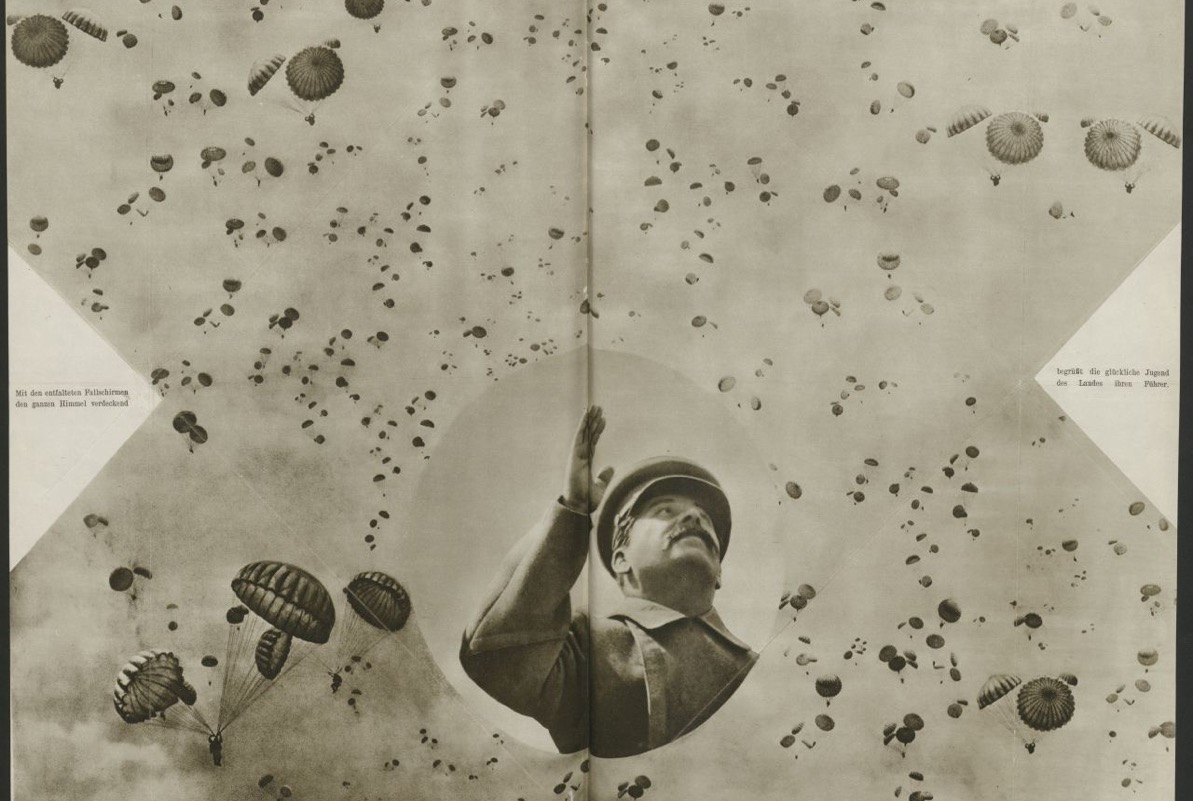 Mit den entfalteten Fallschirmen
den ganzen Himmel verdeckend
begrüßt die glückliche Jugend
des Landes ihren Führer.